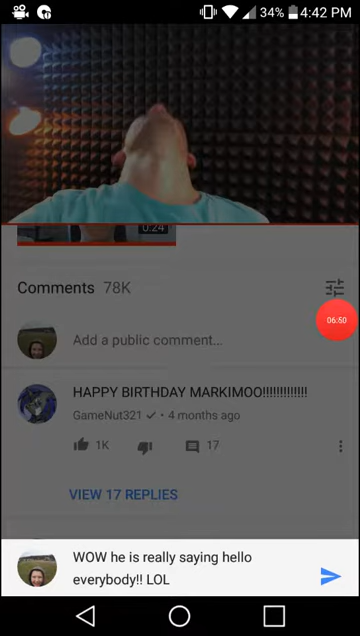 34% 4:42 PM
0:24
Comments 78K
06:50
Add a public comment...
HAPPY BIRTHDAY MARKIMOO!!!!!!!!!!!!!
GameNut321 ✓ • 4 months ago
1K 17
VIEW 17 REPLIES
WOW he is really saying hello
everybody!! LOL